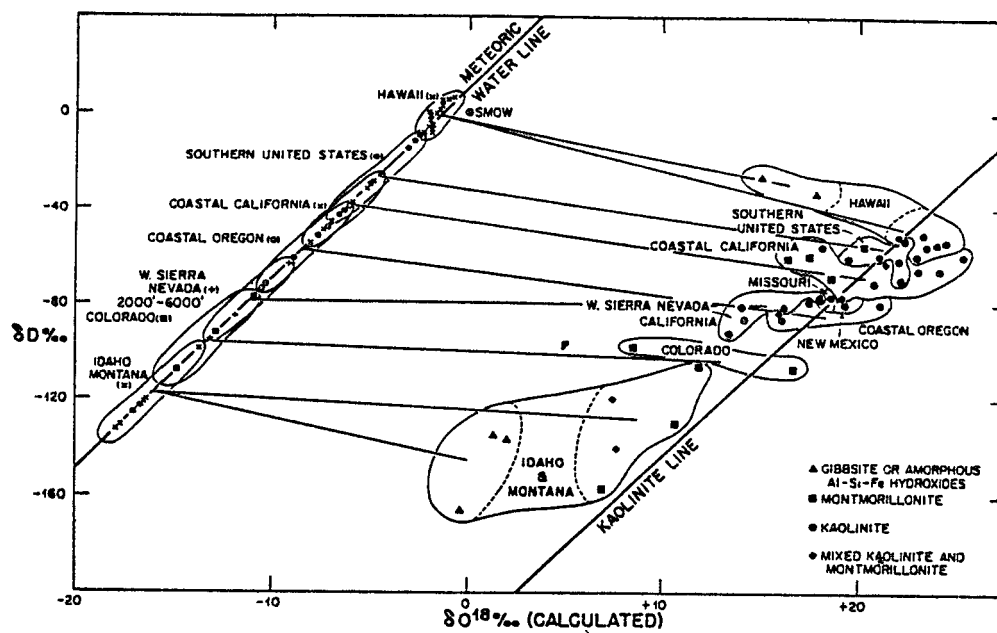 METEORIC
WATER LINE
HAWAII (x)
SMOW
SOUTHERN UNITED STATES (⊙)
COASTAL CALIFORNIA (x)
COASTAL OREGON (⊙)
W. SIERRA
NEVADA (+)
2000'-6000'
COLORADO (■)
IDAHO
MONTANA
(x)
HAWAII
SOUTHERN
UNITED STATES
COASTAL CALIFORNIA
MISSOURI
W. SIERRA NEVADA
CALIFORNIA
COASTAL OREGON
NEW MEXICO
COLORADO
IDAHO
&
MONTANA
KAOLINITE LINE
▲ GIBBSITE OR AMORPHOUS
Al-Si-Fe HYDROXIDES
■ MONTMORILLONITE
● KAOLINITE
◆ MIXED KAOLINITE AND
MONTMORILLONITE
0
-40
-80
-120
-160
δD‰
-20
-10
0
+10
+20
δO18‰ (CALCULATED)